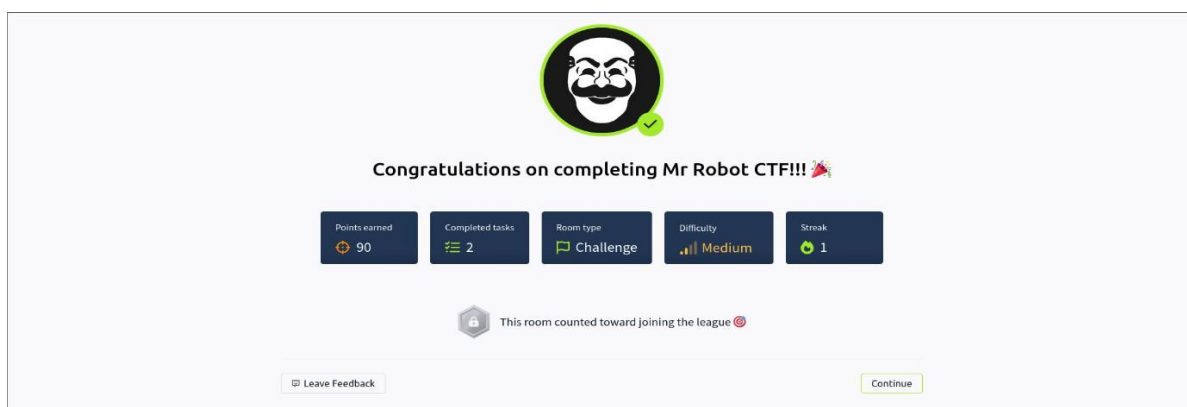 Congratulations on completing Mr Robot CTF!!! 🎉
Points earned
90
Completed tasks
2
Room type
Challenge
Difficulty
Medium
Streak
1
This room counted toward joining the league 🎯
Leave Feedback
Continue